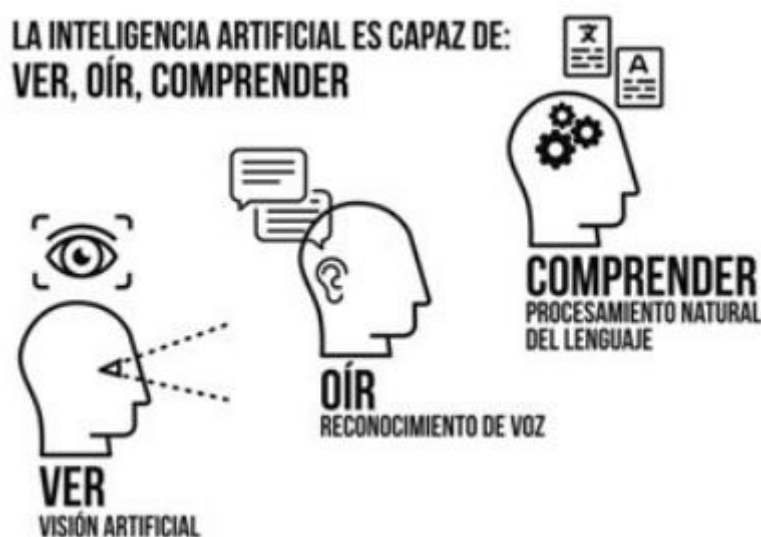 LA INTELIGENCIA ARTIFICIAL ES CAPAZ DE:
VER, OÍR, COMPRENDER
文
A
COMPRENDER
PROCESAMIENTO NATURAL
DEL LENGUAJE
OÍR
RECONOCIMIENTO DE VOZ
VER
VISIÓN ARTIFICIAL